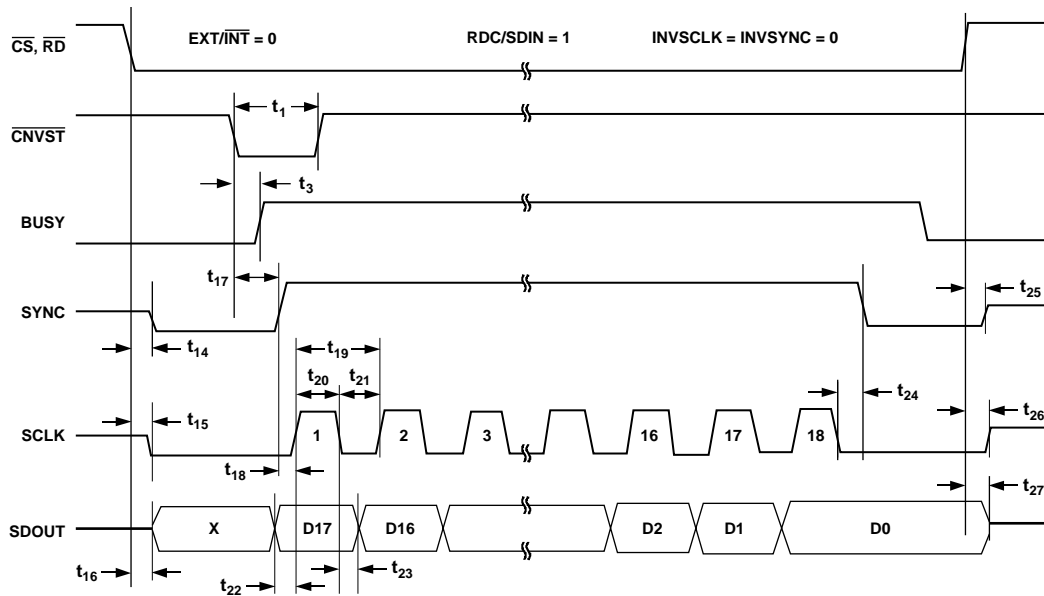 CS, RD
EXT/INT = 0
RDC/SDIN = 1
INVSCLK = INVSYNC = 0
t1
CNVST
t3
BUSY
t17
SYNC
t25
t14
t19
t20
t21
t24
t15
t26
SCLK
1
2
3
16
17
18
t18
t27
SDOUT
X
D17
D16
D2
D1
D0
t16
t22
t23